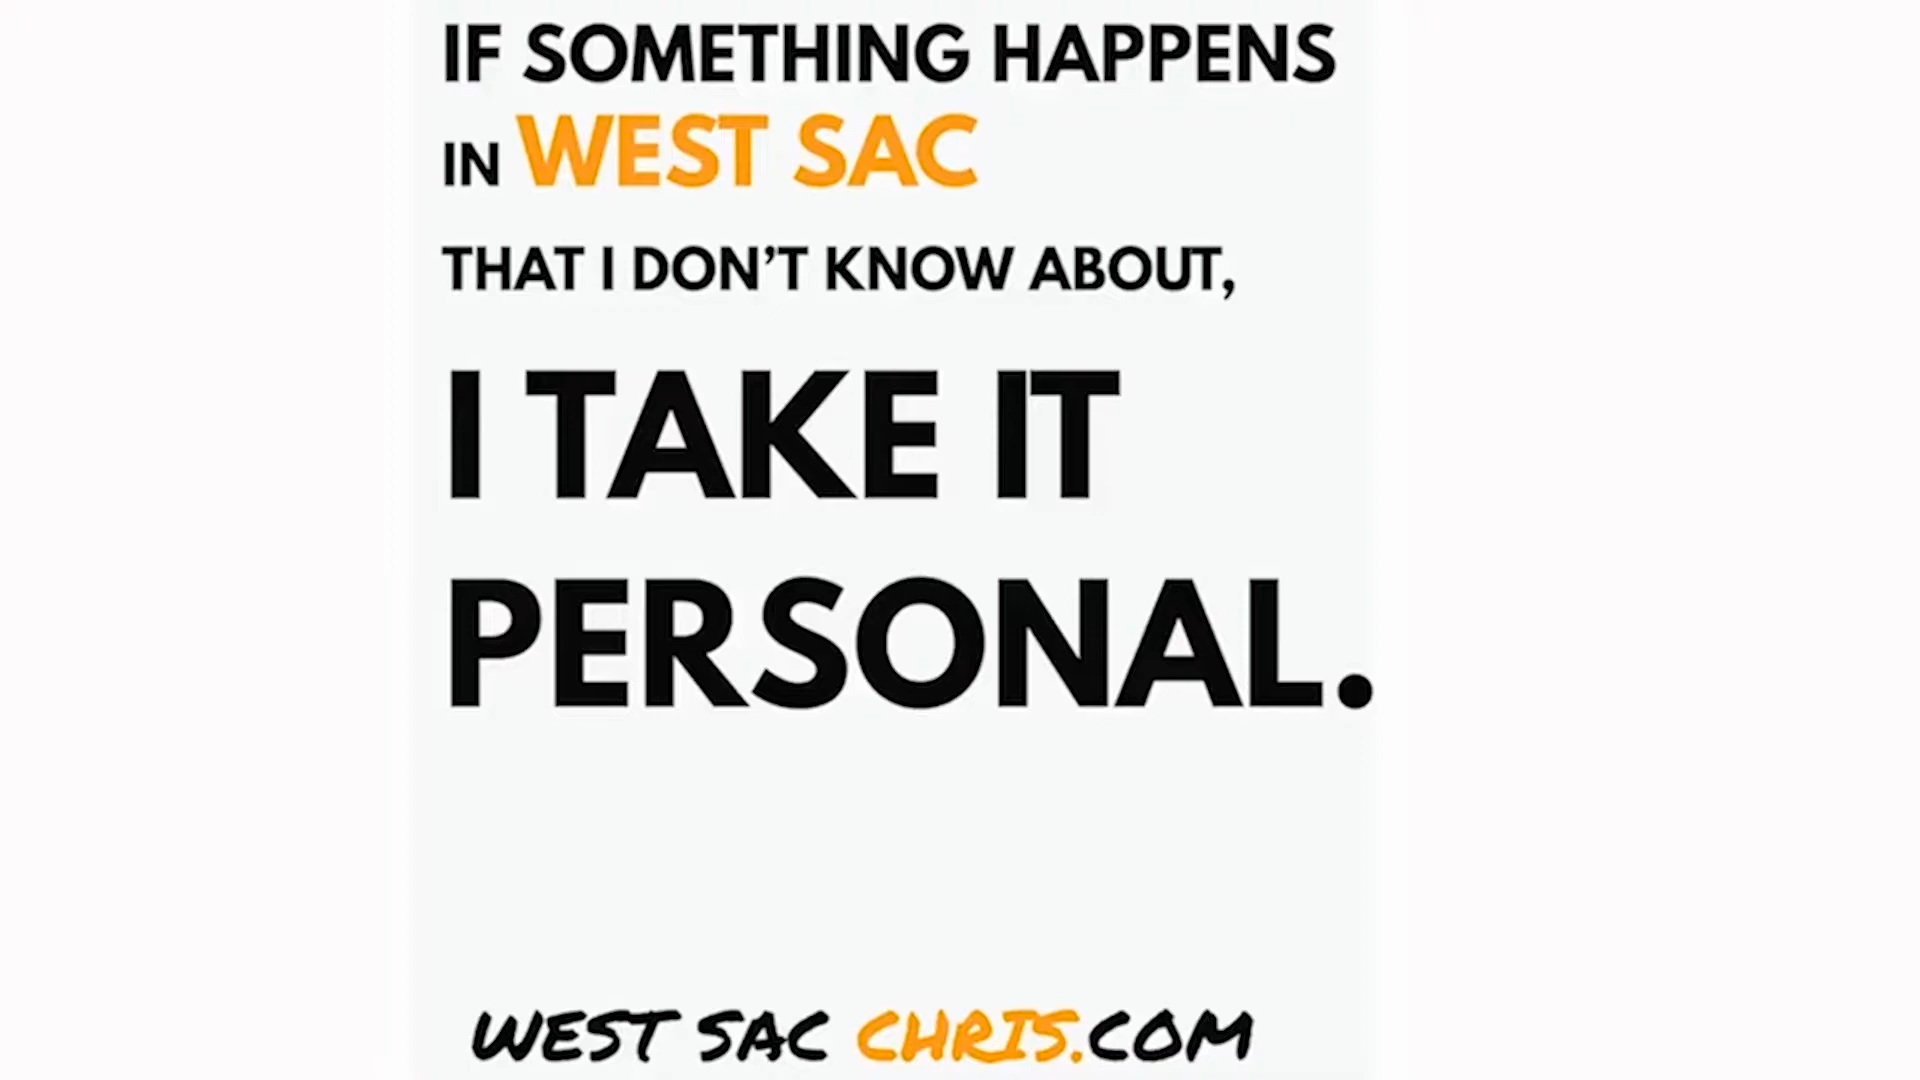 IF SOMETHING HAPPENS
IN WEST SAC
THAT I DON’T KNOW ABOUT,
I TAKE IT
PERSONAL.
WEST SAC CHRIS.COM